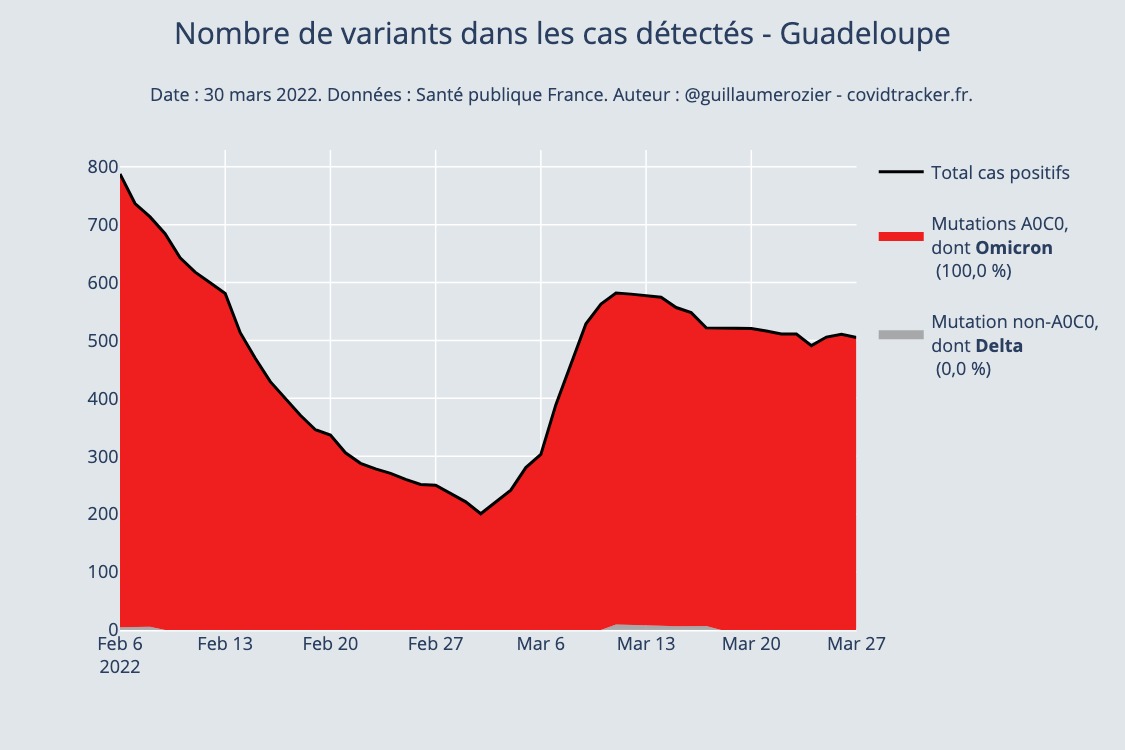 Nombre de variants dans les cas détectés - Guadeloupe
Date : 30 mars 2022. Données : Santé publique France. Auteur : @guillaumerozier - covidtracker.fr.
800
700
600
500
400
300
200
100
0
Feb 6
2022
Feb 13
Feb 20
Feb 27
Mar 6
Mar 13
Mar 20
Mar 27
Total cas positifs
Mutations A0C0,
dont Omicron
(100,0 %)
Mutation non-A0C0,
dont Delta
(0,0 %)